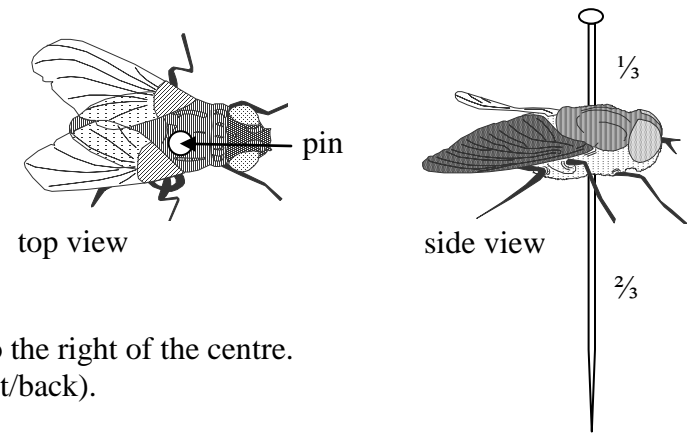 ⅓
pin
top view
side view
⅔
the right of the centre.
t/back).